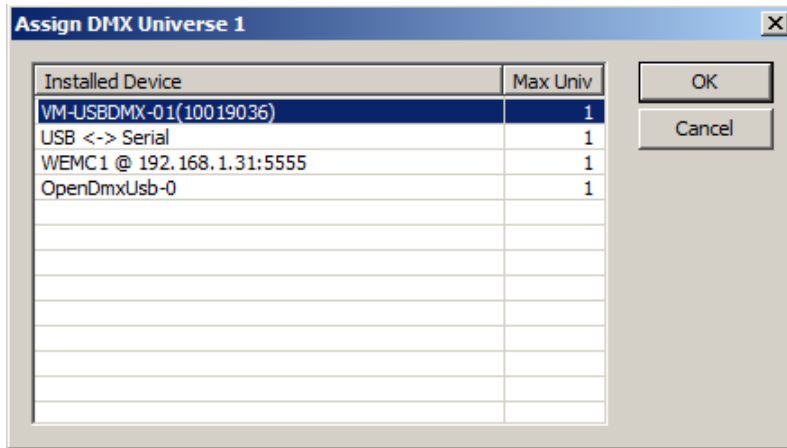 Assign DMX Universe 1
Installed Device Max Univ
VM-USBDMX-01(10019036) 1
USB <-> Serial 1
WEMC1 @ 192.168.1.31:5555 1
OpenDmxUsb-0 1
OK
Cancel